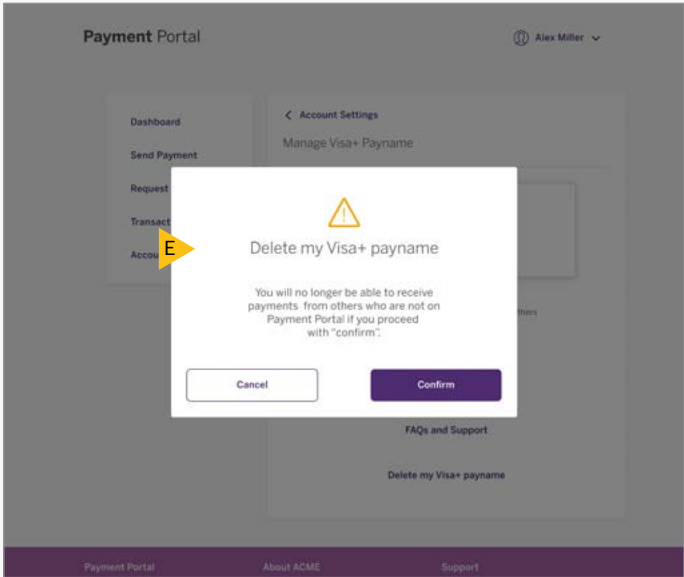 Payment Portal
Alex Miller
Dashboard
Send Payment
Request
Transact
Accou
< Account Settings
Manage Visa+ Payname
E
Delete my Visa+ payname
You will no longer be able to receive
payments from others who are not on
Payment Portal if you proceed
with "confirm".
Cancel
Confirm
thers
FAQs and Support
Delete my Visa+ payname
Payment Portal
About ACME
Support